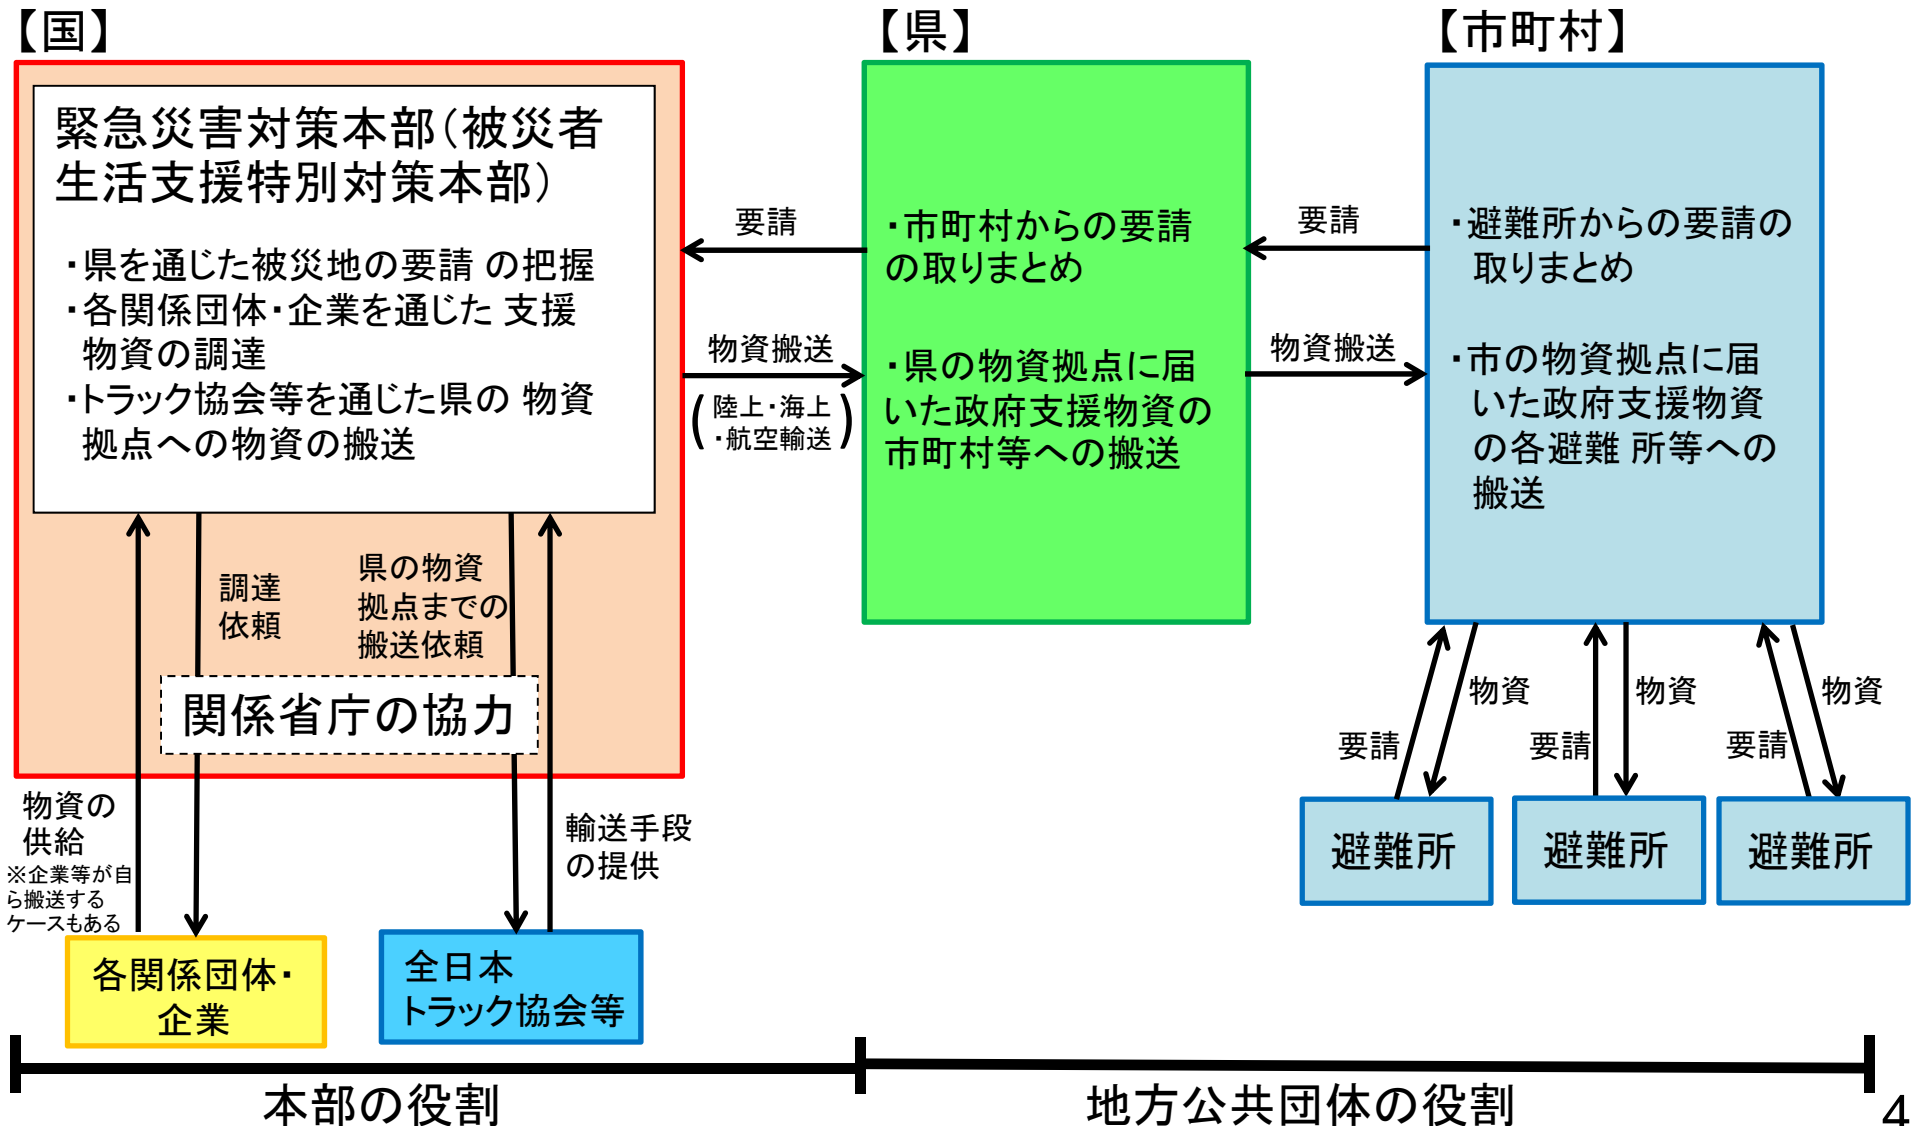 【国】
緊急災害対策本部（被災者
生活支援特別対策本部）
・県を通じた被災地の要請 の把握
・各関係団体・企業を通じた 支援
物資の調達
・トラック協会等を通じた県の 物資
拠点への物資の搬送
調達
依頼
県の物資
拠点までの
搬送依頼
関係省庁の協力
物資の
供給
※企業等が自
ら搬送する
ケースもある
輸送手段
の提供
各関係団体・
企業
全日本
トラック協会等
要請
物資搬送
（陸上・海上
・航空輸送）
【県】
・市町村からの要請
の取りまとめ
・県の物資拠点に届
いた政府支援物資の
市町村等への搬送
要請
物資搬送
【市町村】
・避難所からの要請の
取りまとめ
・市の物資拠点に届
いた政府支援物資
の各避難 所等への
搬送
要請
物資
要請
物資
要請
物資
避難所
避難所
避難所
本部の役割
地方公共団体の役割
4